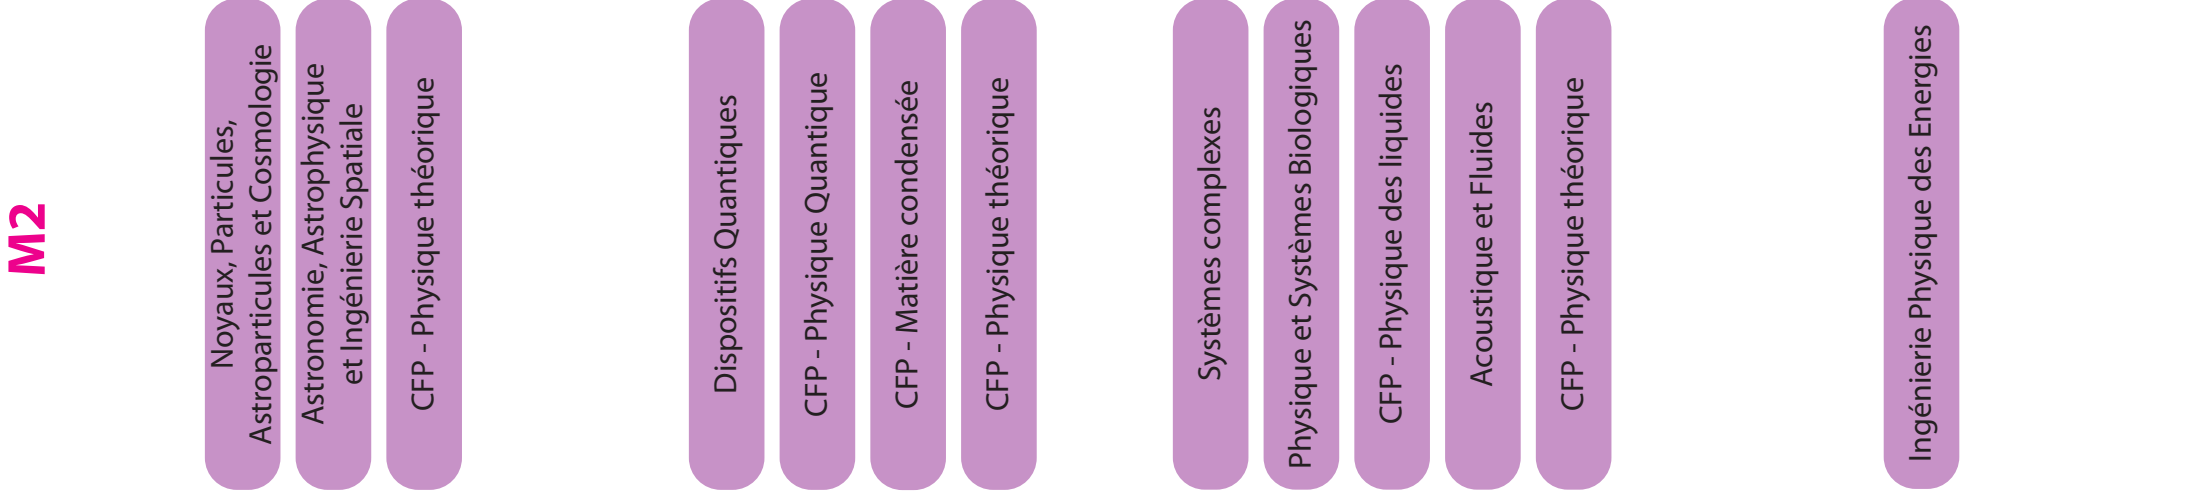 M2
Noyaux, Particules,
Astroparticules et Cosmologie
Astronomie, Astrophysique
et Ingénierie Spatiale
CFP - Physique théorique
Dispositifs Quantiques
CFP - Physique Quantique
CFP - Matière condensée
CFP - Physique théorique
Systèmes complexes
Physique et Systèmes Biologiques
CFP - Physique des liquides
Acoustique et Fluides
CFP - Physique théorique
Ingénierie Physique des Energies